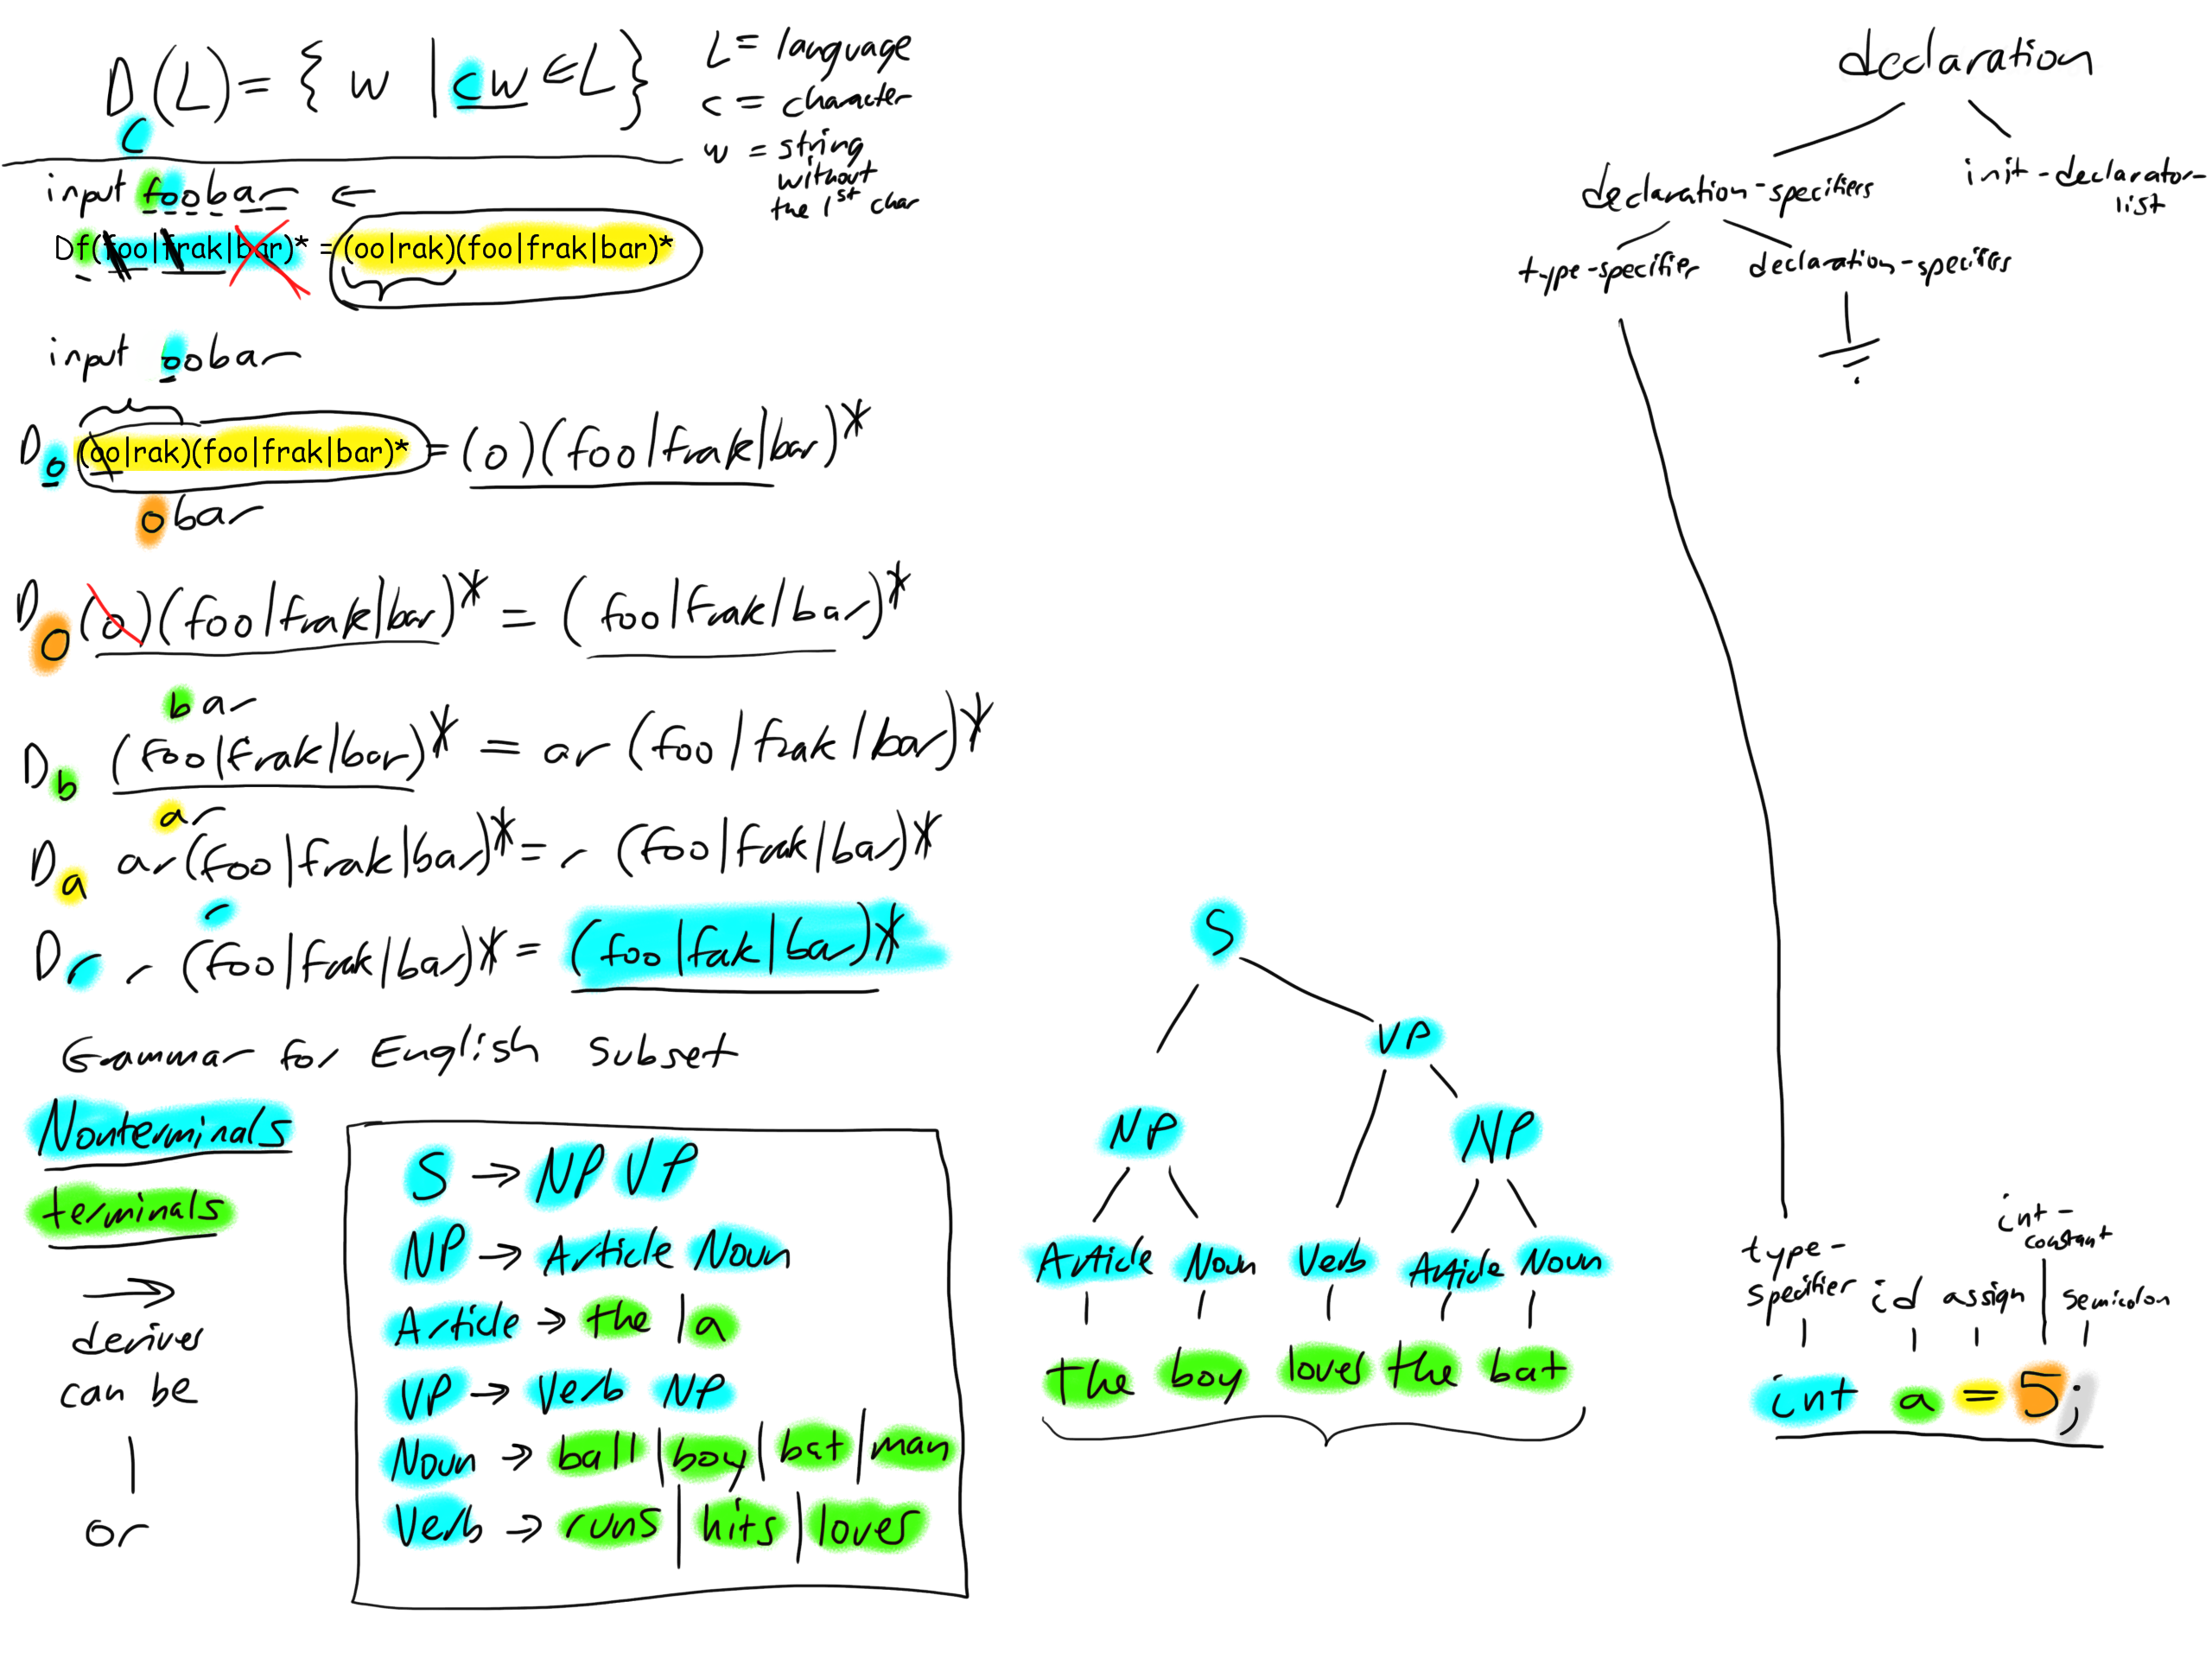 D_c(L) = { w | cw ∈ L }
L = language
c = character
w = string
without
the 1st char
input foobar ←
Df(foo|frak|bar)* = (oo|rak)(foo|frak|bar)*
input oobar
D_o (oo|rak)(foo|frak|bar)* = (o)(foo|frak|bar)*
obar
D_o (o)(foo|frak|bar)* = (foo|frak|bar)*
bar
D_b (foo|frak|bar)* = ar (foo|frak|bar)*
ar
D_a ar(foo|frak|bar)* = r (foo|frak|bar)*
r
D_r r (foo|frak|bar)* = (foo|fak|bar)*
Grammar for English Subset
Nonterminals
terminals
→
derives
can be
|
or
S → NP VP
NP → Article Noun
Article → the | a
VP → Verb NP
Noun → ball | boy | bat | man
Verb → runs | hits | loves
S
VP
NP NP
Article Noun Verb Article Noun
The boy loves the bat
declaration
declaration-specifiers
init-declarator-
list
type-specifier declaration-specifiers
int-
constant
type-
specifier id assign semicolon
int a = 5;